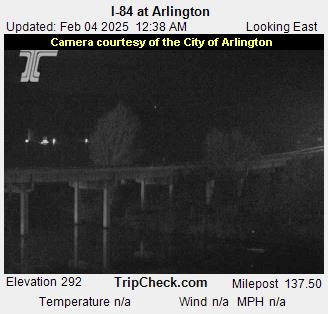 I-84 at Arlington
Updated: Feb 04 2025 12:38 AM Looking East
Camera courtesy of the City of Arlington
Elevation 292 TripCheck.com Milepost 137.50
Temperature n/a Wind n/a MPH n/a